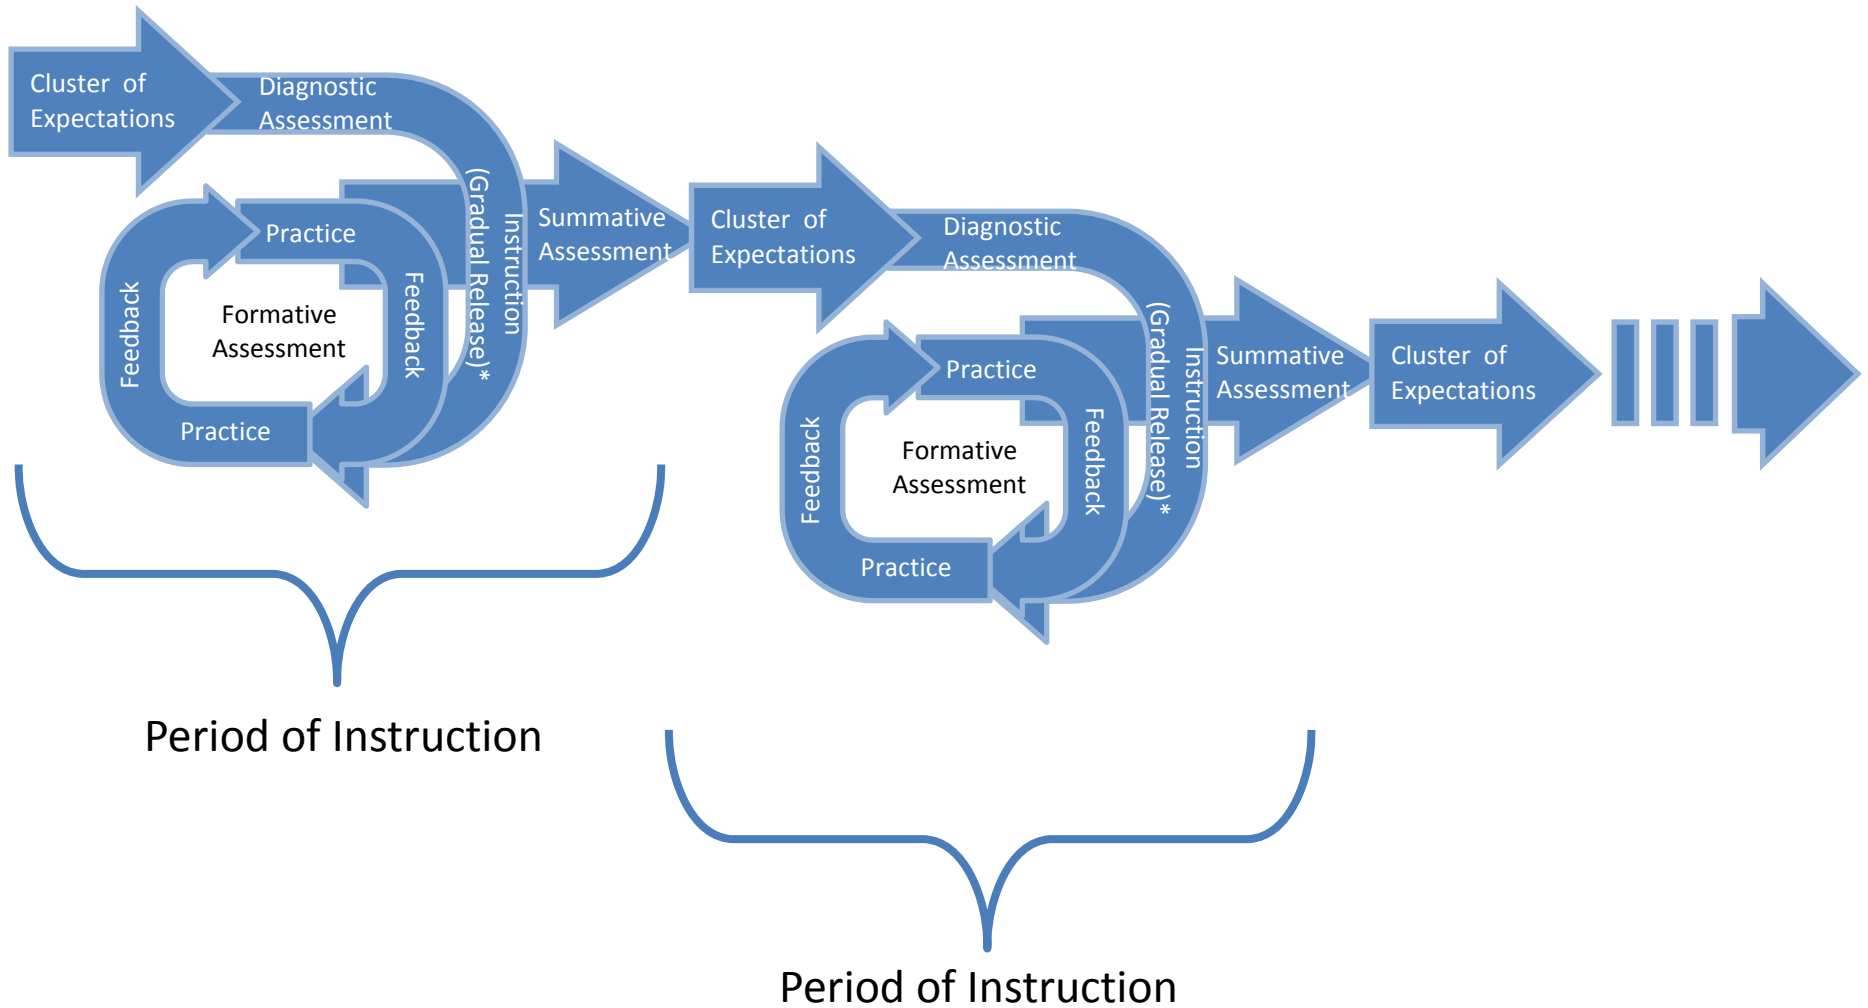 Cluster of
Expectations
Diagnostic
Assessment
Instruction
(Gradual Release)*
Practice
Feedback
Practice
Feedback
Formative
Assessment
Summative
Assessment
Period of Instruction
Cluster of
Expectations
Diagnostic
Assessment
Instruction
(Gradual Release)*
Practice
Feedback
Practice
Feedback
Formative
Assessment
Summative
Assessment
Period of Instruction
Cluster of
Expectations